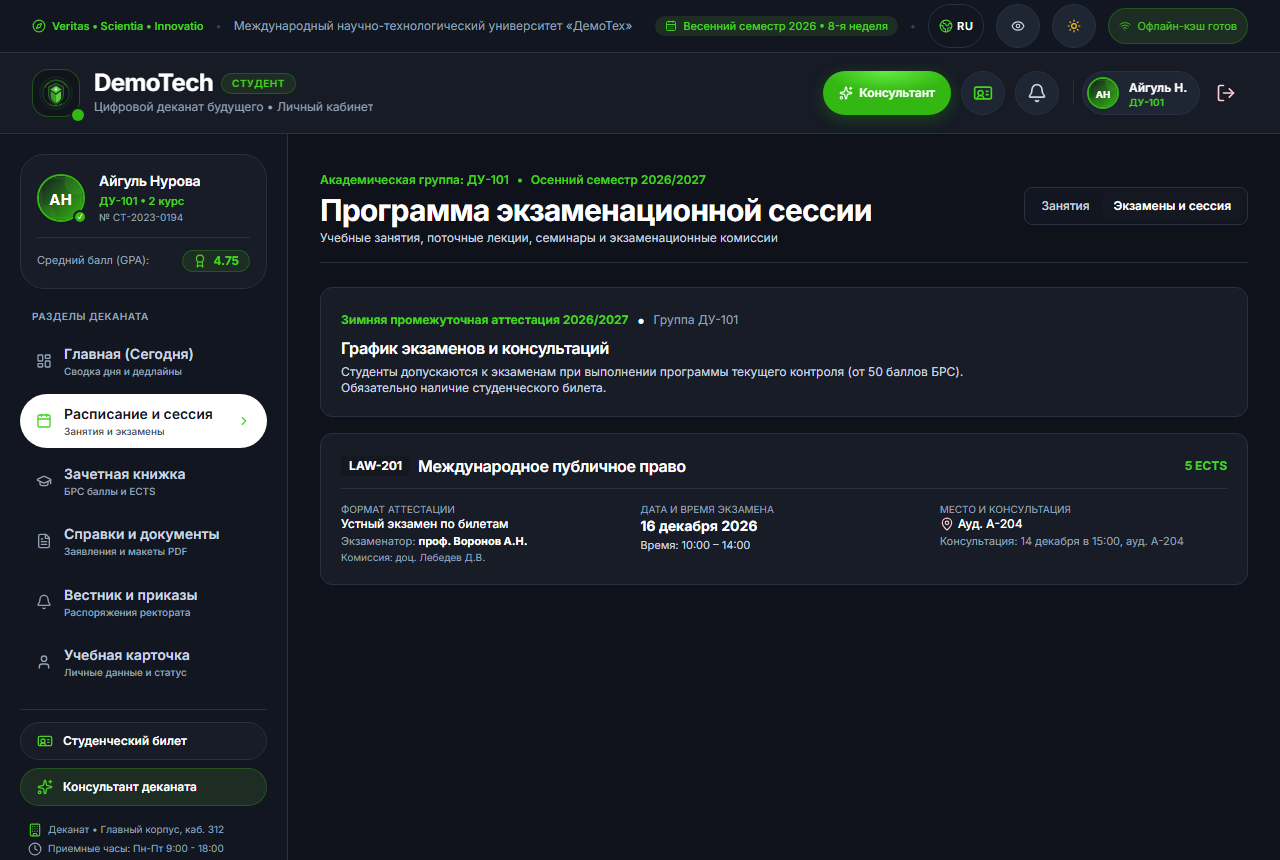 Veritas • Scientia • Innovatio • Международный научно-технологический университет «ДемоТех» Весенний семестр 2026 • 8-я неделя • RU Офлайн-кэш готов
DemoTech СТУДЕНТ
Цифровой деканат будущего • Личный кабинет
Консультант
АН
Айгуль Н.
ДУ-101
АН
Айгуль Нурова
ДУ-101 • 2 курс
№ СТ-2023-0194
Средний балл (GPA): 4.75
РАЗДЕЛЫ ДЕКАНАТА
Главная (Сегодня)
Сводка дня и дедлайны
Расписание и сессия
Занятия и экзамены
Зачетная книжка
БРС баллы и ECTS
Справки и документы
Заявления и макеты PDF
Вестник и приказы
Распоряжения ректората
Учебная карточка
Личные данные и статус
Студенческий билет
Консультант деканата
Деканат • Главный корпус, каб. 312
Приемные часы: Пн-Пт 9:00 - 18:00
Академическая группа: ДУ-101 • Осенний семестр 2026/2027
Программа экзаменационной сессии
Учебные занятия, поточные лекции, семинары и экзаменационные комиссии
Занятия Экзамены и сессия
Зимняя промежуточная аттестация 2026/2027 • Группа ДУ-101
График экзаменов и консультаций
Студенты допускаются к экзаменам при выполнении программы текущего контроля (от 50 баллов БРС).
Обязательно наличие студенческого билета.
LAW-201 Международное публичное право 5 ECTS
ФОРМАТ АТТЕСТАЦИИ
Устный экзамен по билетам
Экзаменатор: проф. Воронов А.Н.
Комиссия: доц. Лебедев Д.В.
ДАТА И ВРЕМЯ ЭКЗАМЕНА
16 декабря 2026
Время: 10:00 – 14:00
МЕСТО И КОНСУЛЬТАЦИЯ
Ауд. А-204
Консультация: 14 декабря в 15:00, ауд. А-204